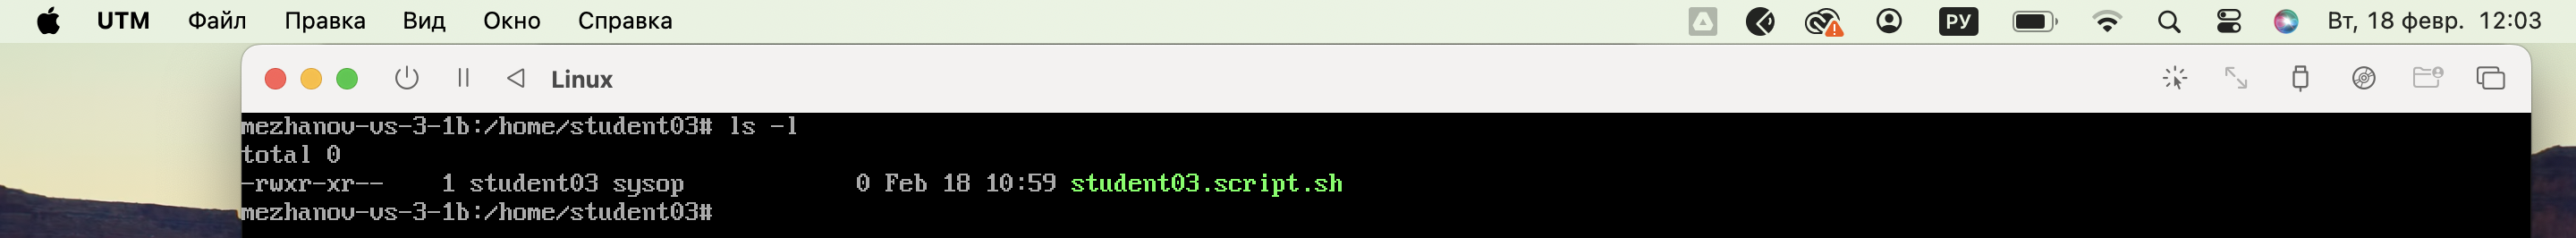 UTM Файл Правка Вид Окно Справка РУ Вт, 18 февр. 12:03
Linux
mezhanov-vs-3-1b:/home/student03# ls -l
total 0
-rwxr-xr-- 1 student03 sysop 0 Feb 18 10:59 student03.script.sh
mezhanov-vs-3-1b:/home/student03#